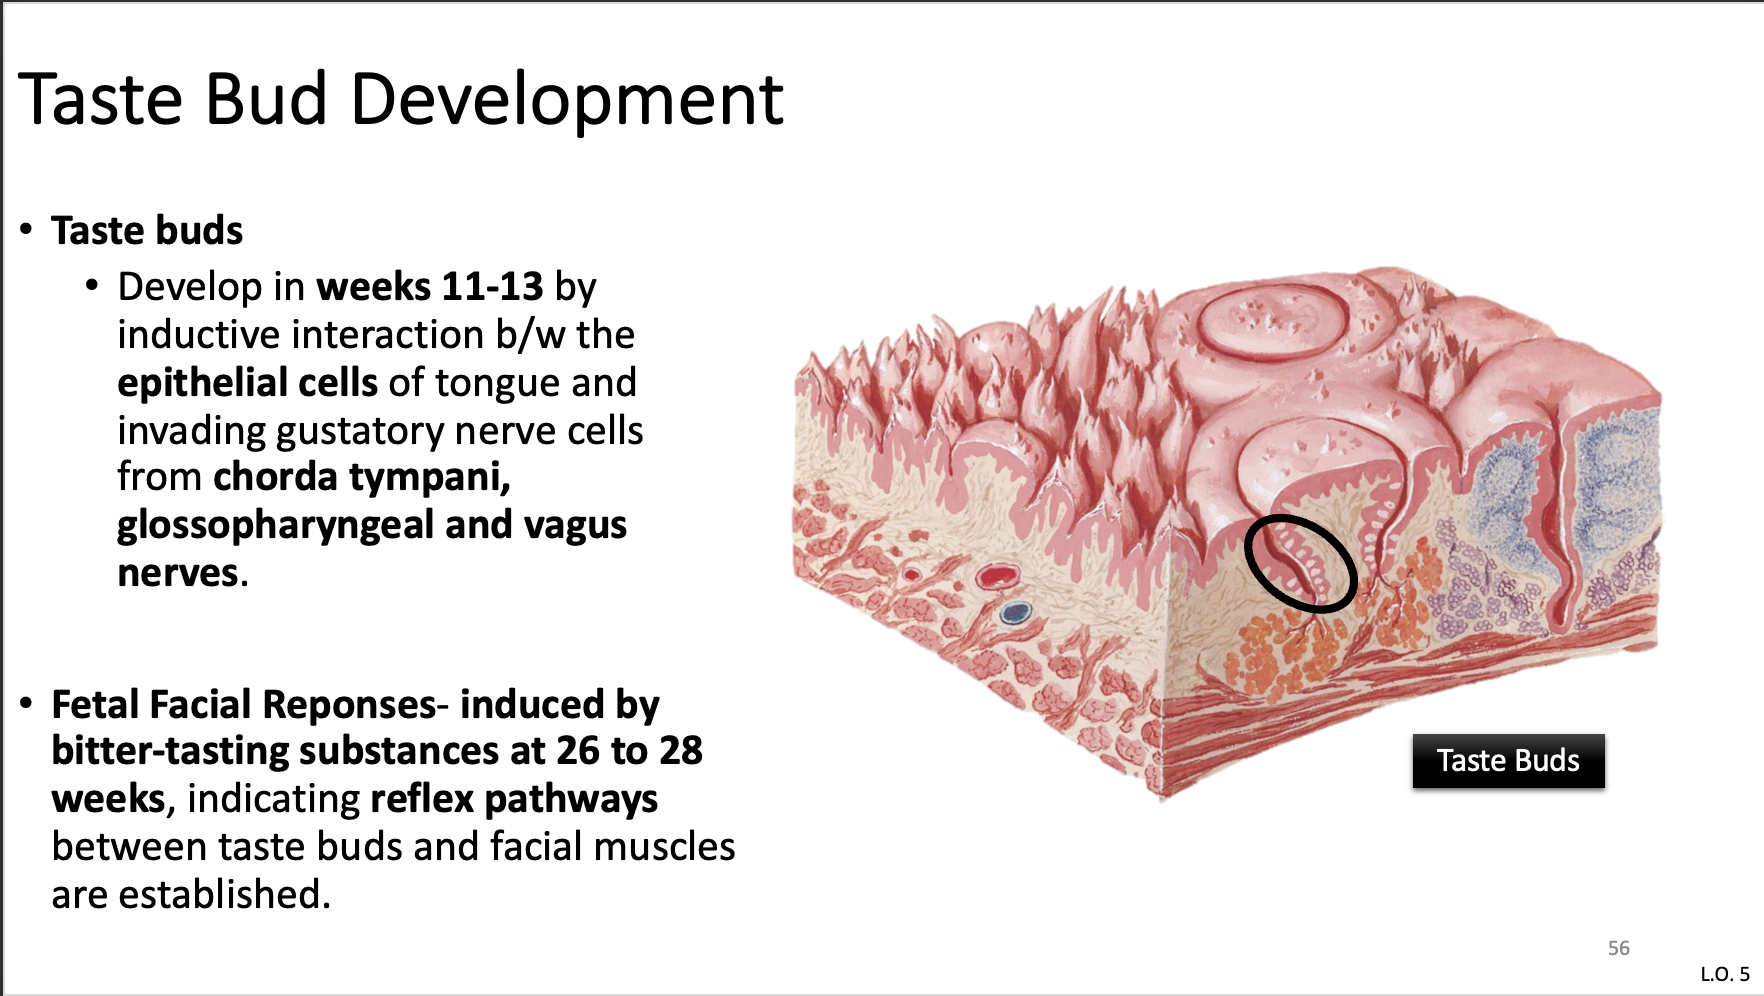 Taste Bud Development
• Taste buds
• Develop in weeks 11-13 by
inductive interaction b/w the
epithelial cells of tongue and
invading gustatory nerve cells
from chorda tympani,
glossopharyngeal and vagus
nerves.
• Fetal Facial Reponses- induced by
bitter-tasting substances at 26 to 28
weeks, indicating reflex pathways
between taste buds and facial muscles
are established.
Taste Buds
56
L.O. 5